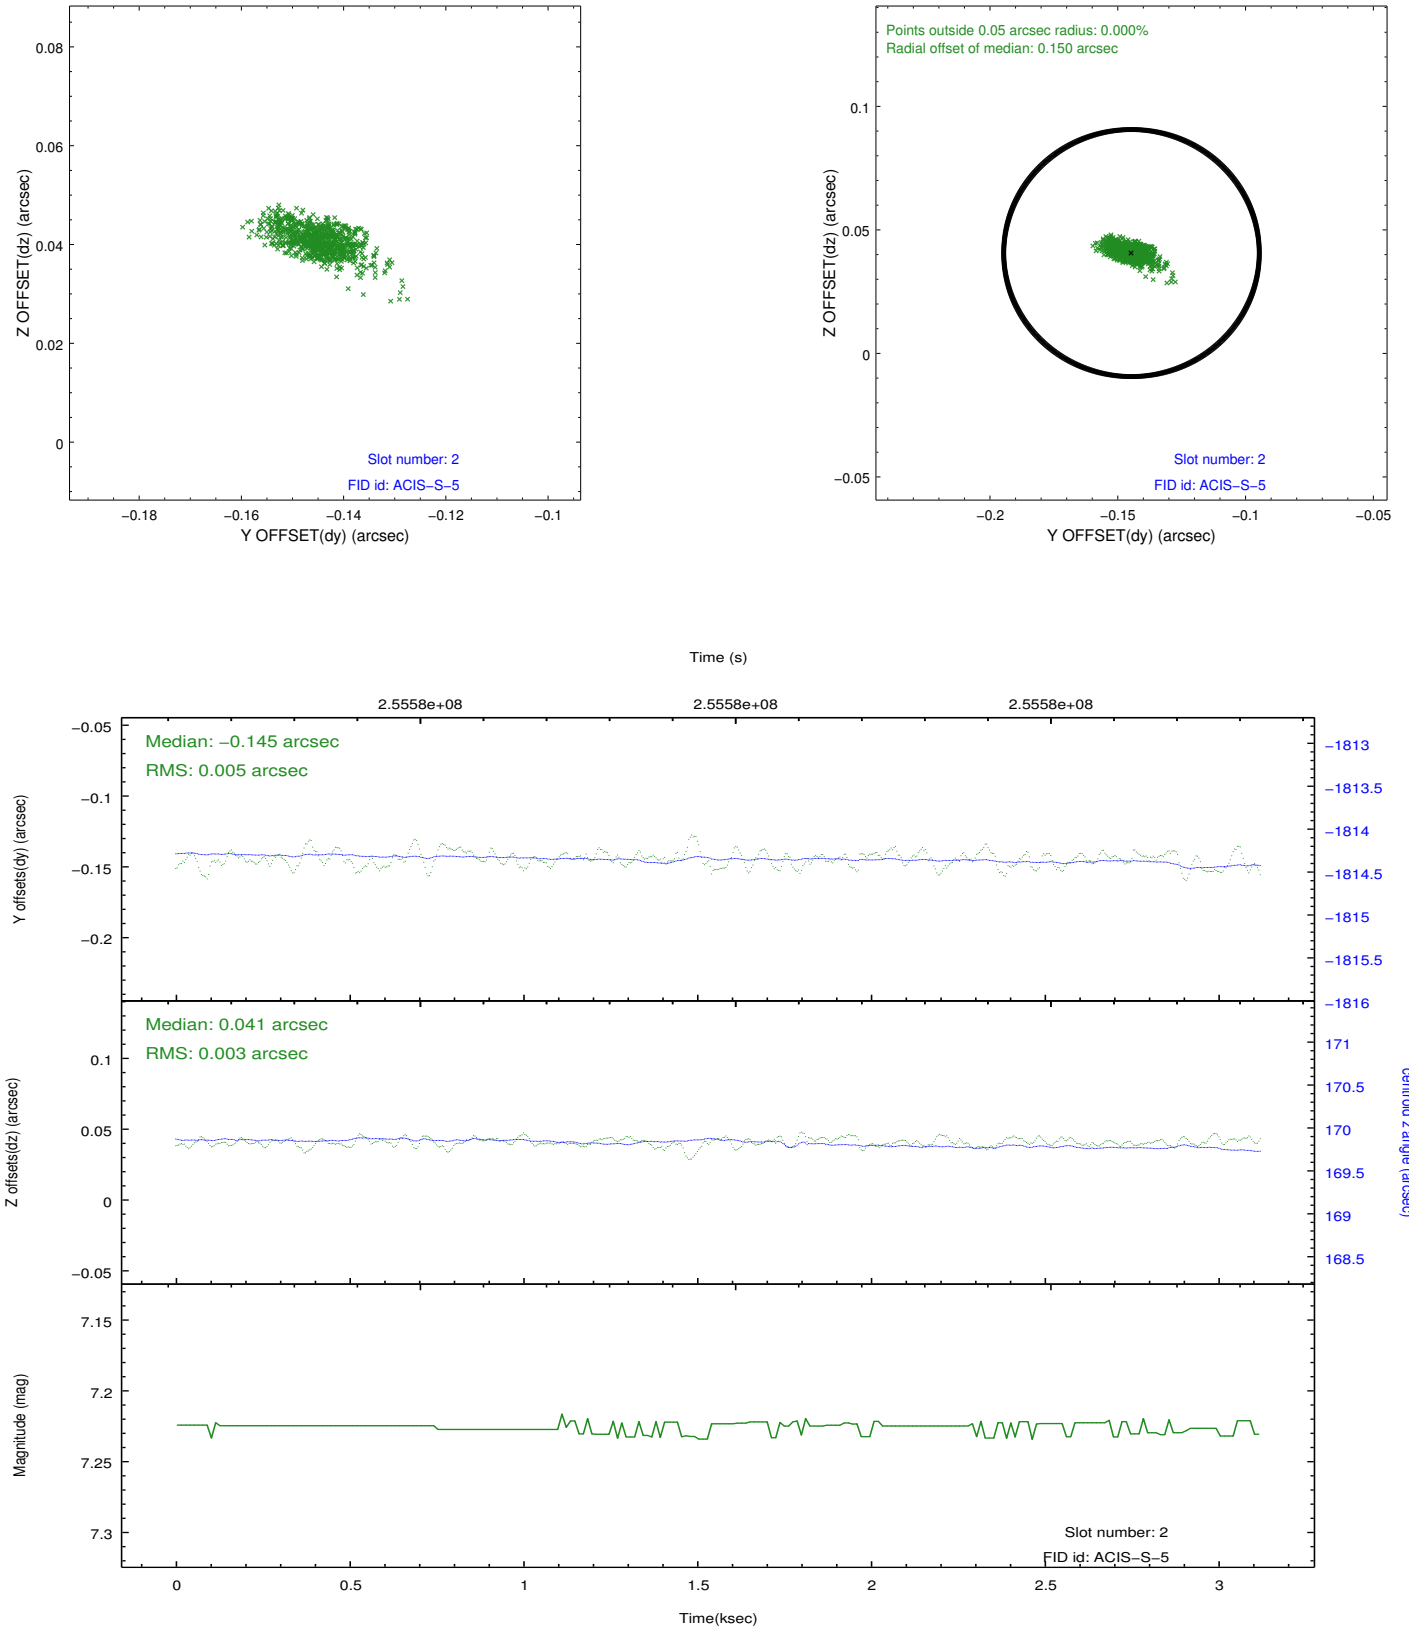 0.08
0.06
0.04
0.02
0
Z OFFSET(dz) (arcsec)
Slot number: 2
FID id: ACIS−S−5
−0.18 −0.16 −0.14 −0.12 −0.1
Y OFFSET(dy) (arcsec)
Points outside 0.05 arcsec radius: 0.000%
Radial offset of median: 0.150 arcsec
0.1
0.05
0
−0.05
Z OFFSET(dz) (arcsec)
Slot number: 2
FID id: ACIS−S−5
−0.2 −0.15 −0.1 −0.05
Y OFFSET(dy) (arcsec)
Time (s)
2.5558e+08 2.5558e+08 2.5558e+08
Median: −0.145 arcsec
RMS: 0.005 arcsec
−0.05
−0.1
−0.15
−0.2
Y offsets(dy) (arcsec)
−1813
−1813.5
−1814
−1814.5
−1815
−1815.5
−1816
Median: 0.041 arcsec
RMS: 0.003 arcsec
0.1
0.05
0
−0.05
Z offsets(dz) (arcsec)
171
170.5
170
169.5
169
168.5
centroid z angle (arcsec)
7.15
7.2
7.25
7.3
Magnitude (mag)
Slot number: 2
FID id: ACIS−S−5
0 0.5 1 1.5 2 2.5 3
Time(ksec)